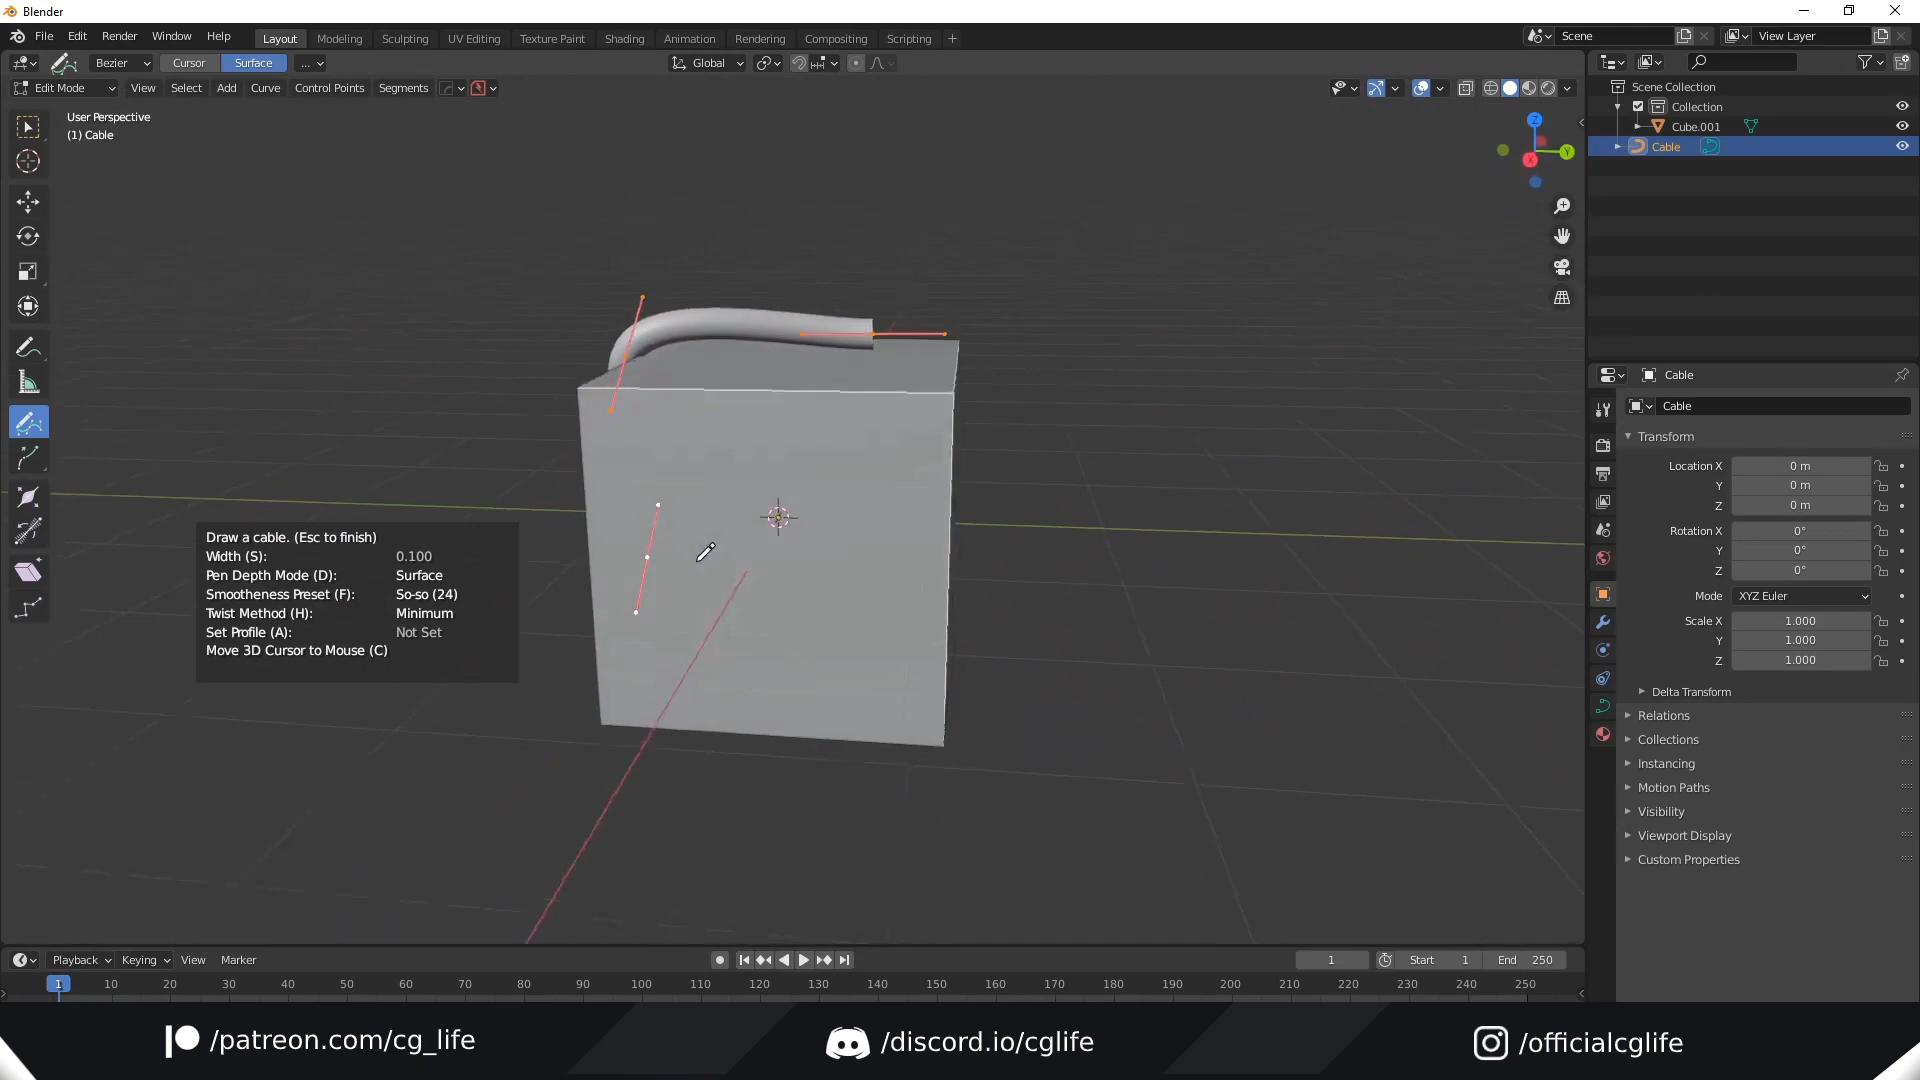 Blender
File Edit Render Window Help
Layout Modeling Sculpting UV Editing Texture Paint Shading Animation Rendering Compositing Scripting +
Scene
View Layer
Bezier Cursor Surface ...
Global
Edit Mode View Select Add Curve Control Points Segments
User Perspective
(1) Cable
Z
Y
X
Scene Collection
Collection
Cube.001
Cable
Draw a cable. (Esc to finish)
Width (S): 0.100
Pen Depth Mode (D): Surface
Smootheness Preset (F): So-so (24)
Twist Method (H): Minimum
Set Profile (A): Not Set
Move 3D Cursor to Mouse (C)
Cable
Cable
Transform
Location X 0 m
Y 0 m
Z 0 m
Rotation X 0°
Y 0°
Z 0°
Mode XYZ Euler
Scale X 1.000
Y 1.000
Z 1.000
Delta Transform
Relations
Collections
Instancing
Motion Paths
Visibility
Viewport Display
Custom Properties
Playback Keying View Marker
1 Start 1 End 250
1 10 20 30 40 50 60 70 80 90 100 110 120 130 140 150 160 170 180 190 200 210 220 230 240 250
/patreon.com/cg_life
/discord.io/cglife
/officialcglife